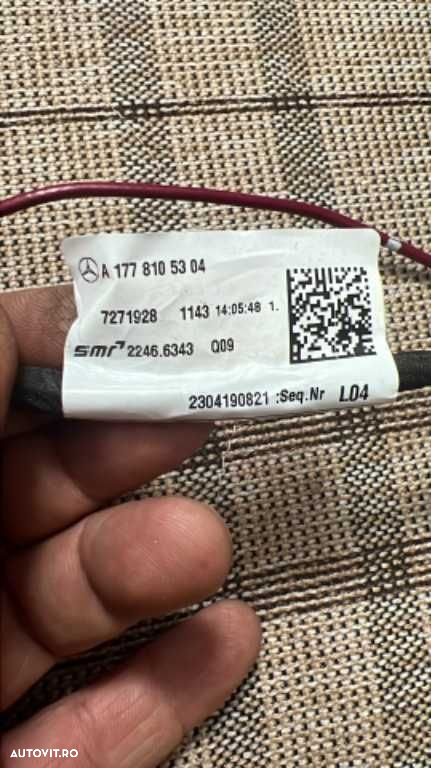 A 177 810 53 04
7271928 1143 14:05:48 1.
smr 2246.6343 Q09
2304190821 :Seq.Nr L04
AUTOVIT.RO